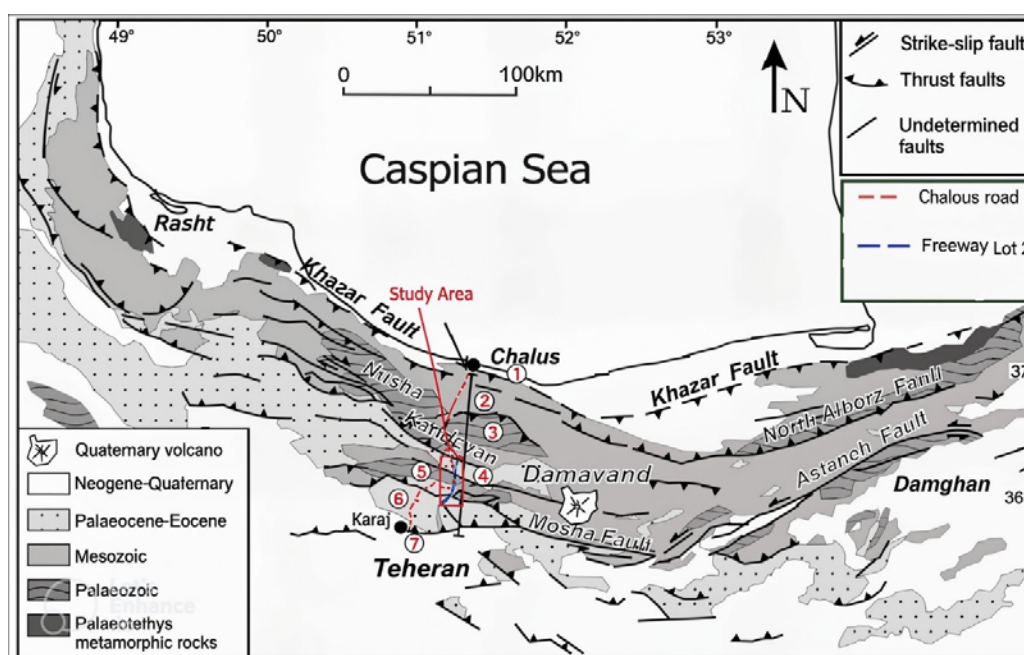 49°
50°
51°
52°
53°
0
100km
N
Caspian Sea
Strike-slip fault
Thrust faults
Undetermined
faults
Chalous road
Freeway Lot 2
Rasht
Khazar Fault
Study Area
Chalus
1
2
3
4
5
6
7
Nusha
Kandevan
Khazar Fault
North Alborz Fault
Astaneh Fault
Damavand
Damghan
Mosha Fault
Karaj
Teheran
37
36
Quaternary volcano
Neogene-Quaternary
Palaeocene-Eocene
Mesozoic
Palaeozoic
Palaeotethys
metamorphic rocks
Enhance